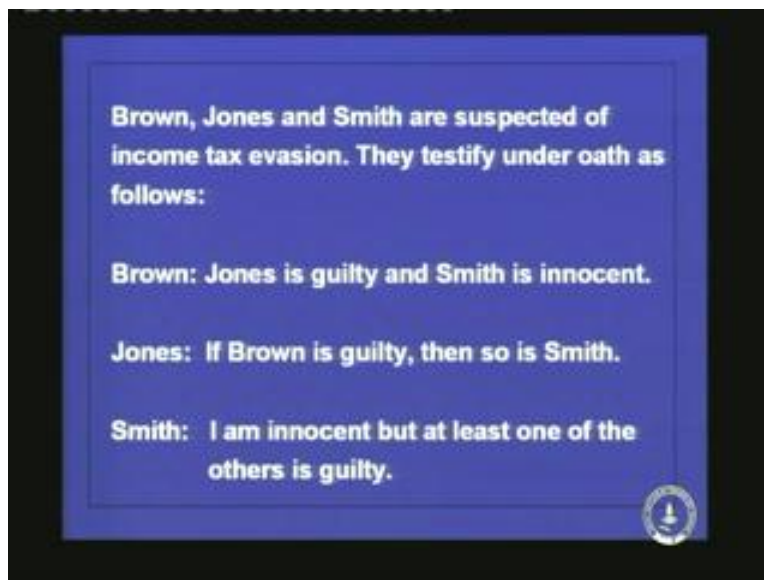 Brown, Jones and Smith are suspected of
income tax evasion. They testify under oath as
follows:
Brown: Jones is guilty and Smith is innocent.
Jones: If Brown is guilty, then so is Smith.
Smith: I am innocent but at least one of the
others is guilty.